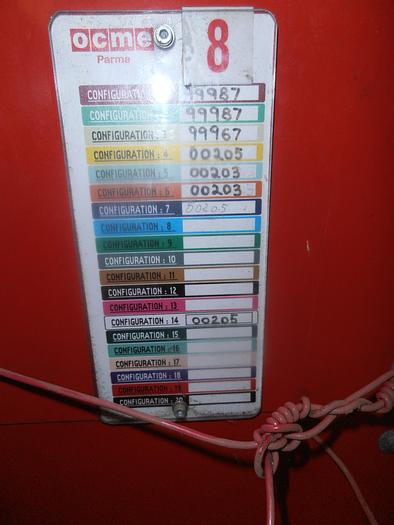 ocme
Parma
8
CONFIGURATION 99987
CONFIGURATION : 99987
CONFIGURATION : 3 99967
CONFIGURATION : 4 00205
CONFIGURATION : 5 00203
CONFIGURATION : 6 00203
CONFIGURATION : 7 00205
CONFIGURATION : 8
CONFIGURATION : 9
CONFIGURATION : 10
CONFIGURATION : 11
CONFIGURATION : 12
CONFIGURATION : 13
CONFIGURATION : 14 00205
CONFIGURATION : 15
CONFIGURATION : 16
CONFIGURATION : 17
CONFIGURATION : 18
CONFIGURATION : 19
CONFIGURATION : 20